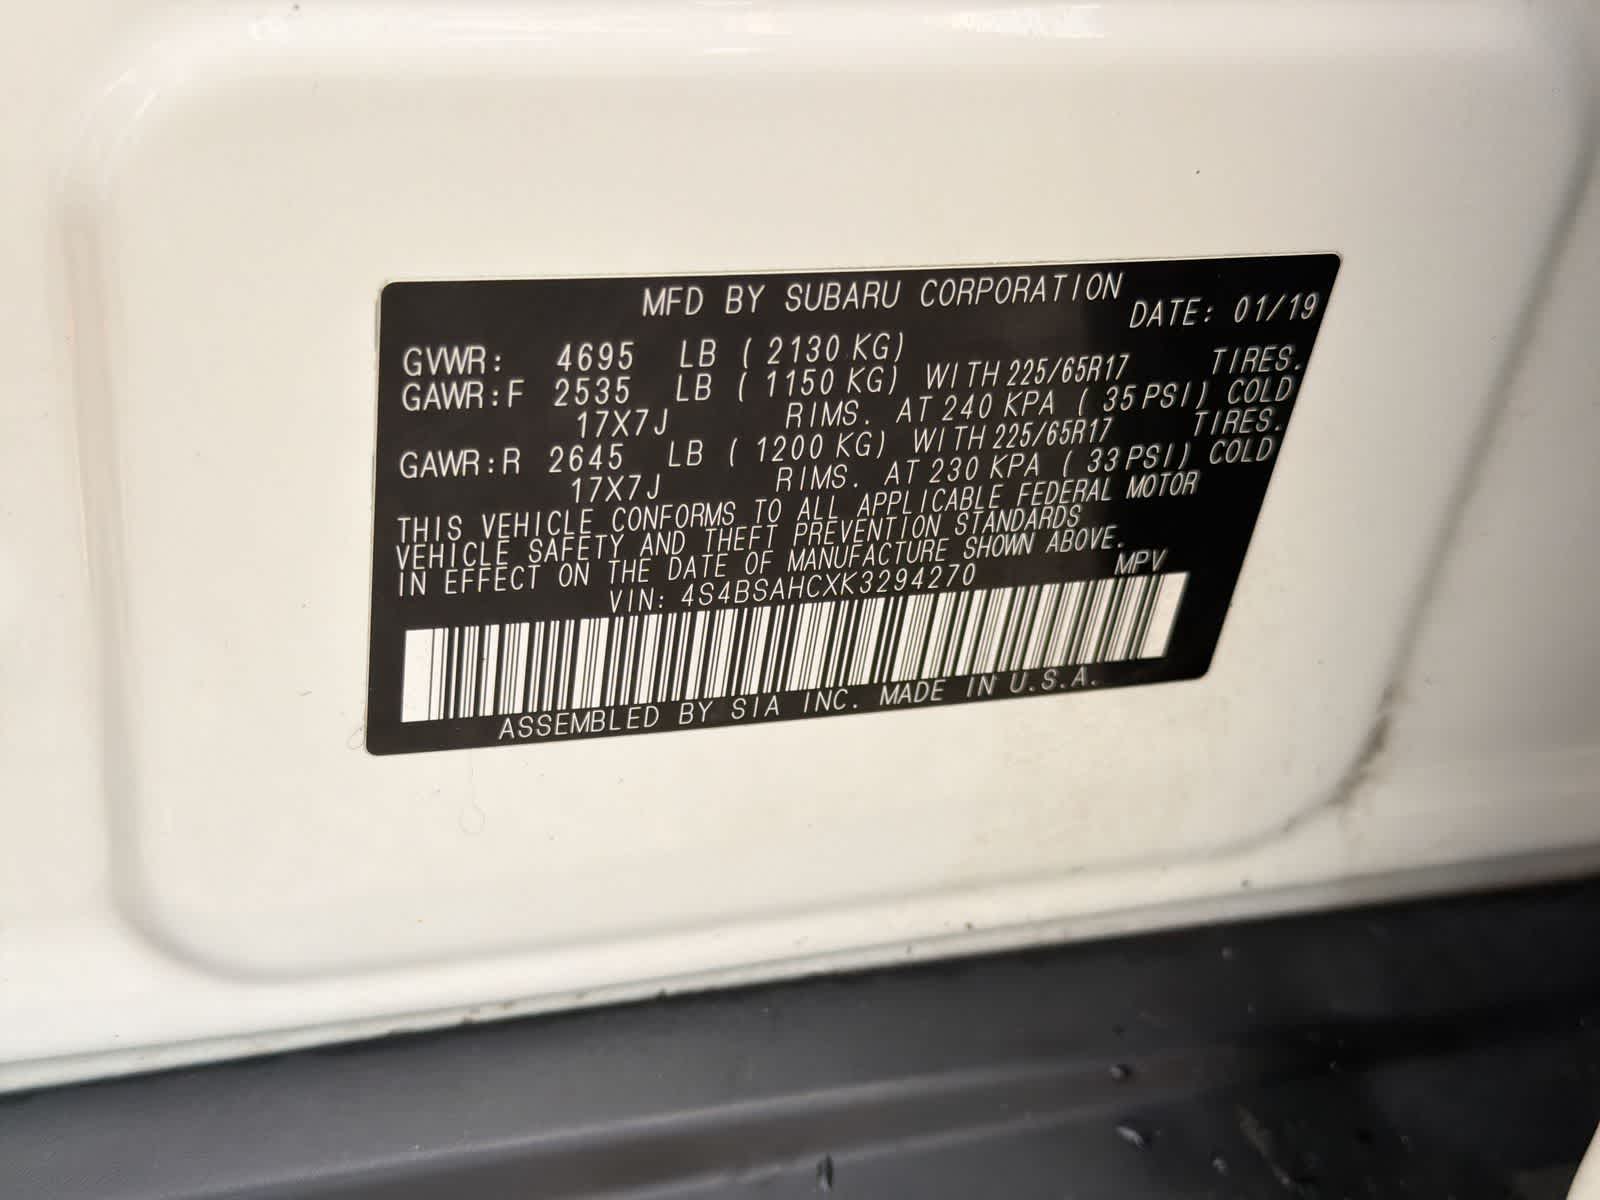 MFD BY SUBARU CORPORATION
DATE: 01/19
GVWR: 4695 LB ( 2130 KG)
GAWR:F 2535 LB ( 1150 KG) WITH 225/65R17 TIRES.
17X7J RIMS. AT 240 KPA ( 35 PSI) COLD
GAWR:R 2645 LB ( 1200 KG) WITH 225/65R17 TIRES.
17X7J RIMS. AT 230 KPA ( 33 PSI) COLD
THIS VEHICLE CONFORMS TO ALL APPLICABLE FEDERAL MOTOR
VEHICLE SAFETY AND THEFT PREVENTION STANDARDS
IN EFFECT ON THE DATE OF MANUFACTURE SHOWN ABOVE.
VIN: 4S4BSAHCXK3294270 MPV
ASSEMBLED BY SIA INC. MADE IN U.S.A.